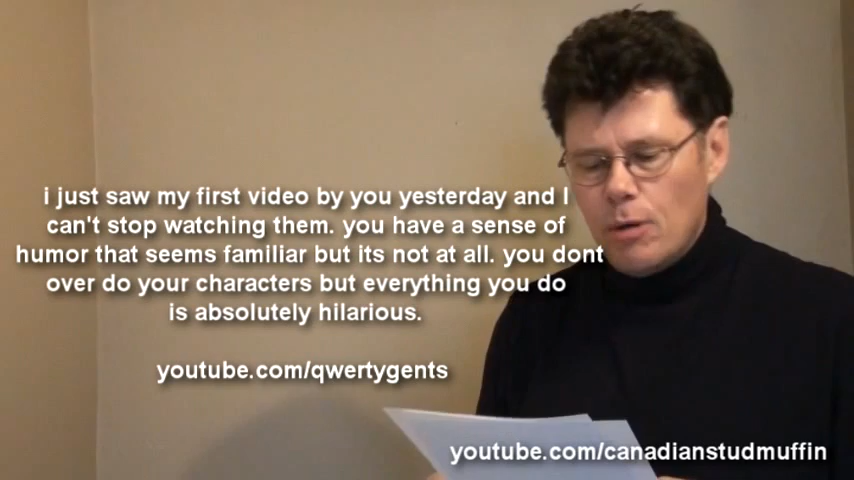 i just saw my first video by you yesterday and I
can't stop watching them. you have a sense of
humor that seems familiar but its not at all. you dont
over do your characters but everything you do
is absolutely hilarious.
youtube.com/qwertygents
youtube.com/canadianstudmuffin